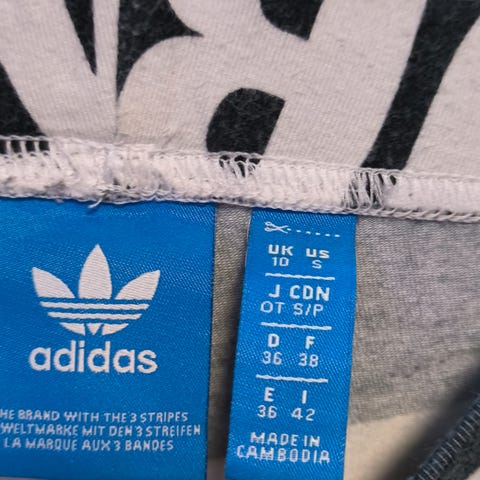 adidas
THE BRAND WITH THE 3 STRIPES
WELTMARKE MIT DEN 3 STREIFEN
LA MARQUE AUX 3 BANDES
UK US
10 S
J CDN
OT S/P
D F
36 38
E I
36 42
MADE IN
CAMBODIA